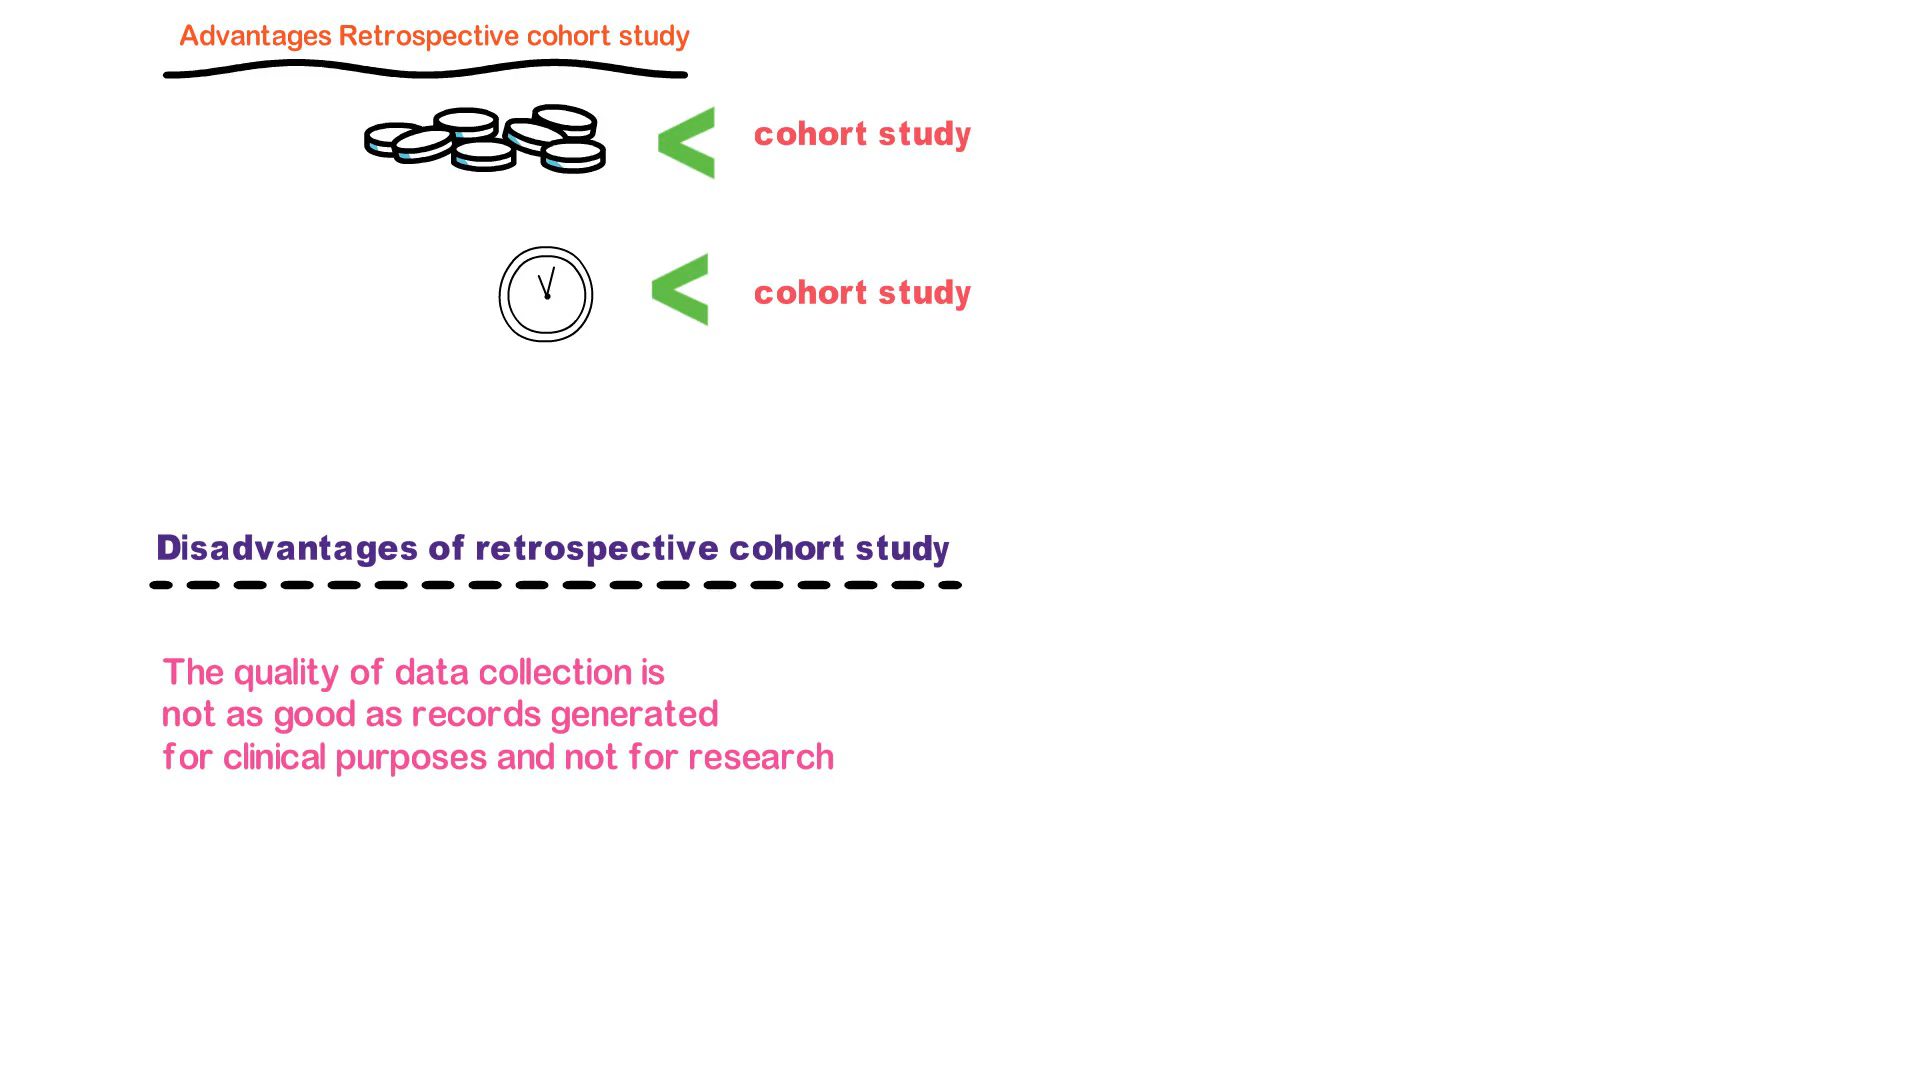 Advantages Retrospective cohort study
< cohort study
< cohort study
Disadvantages of retrospective cohort study
The quality of data collection is
not as good as records generated
for clinical purposes and not for research